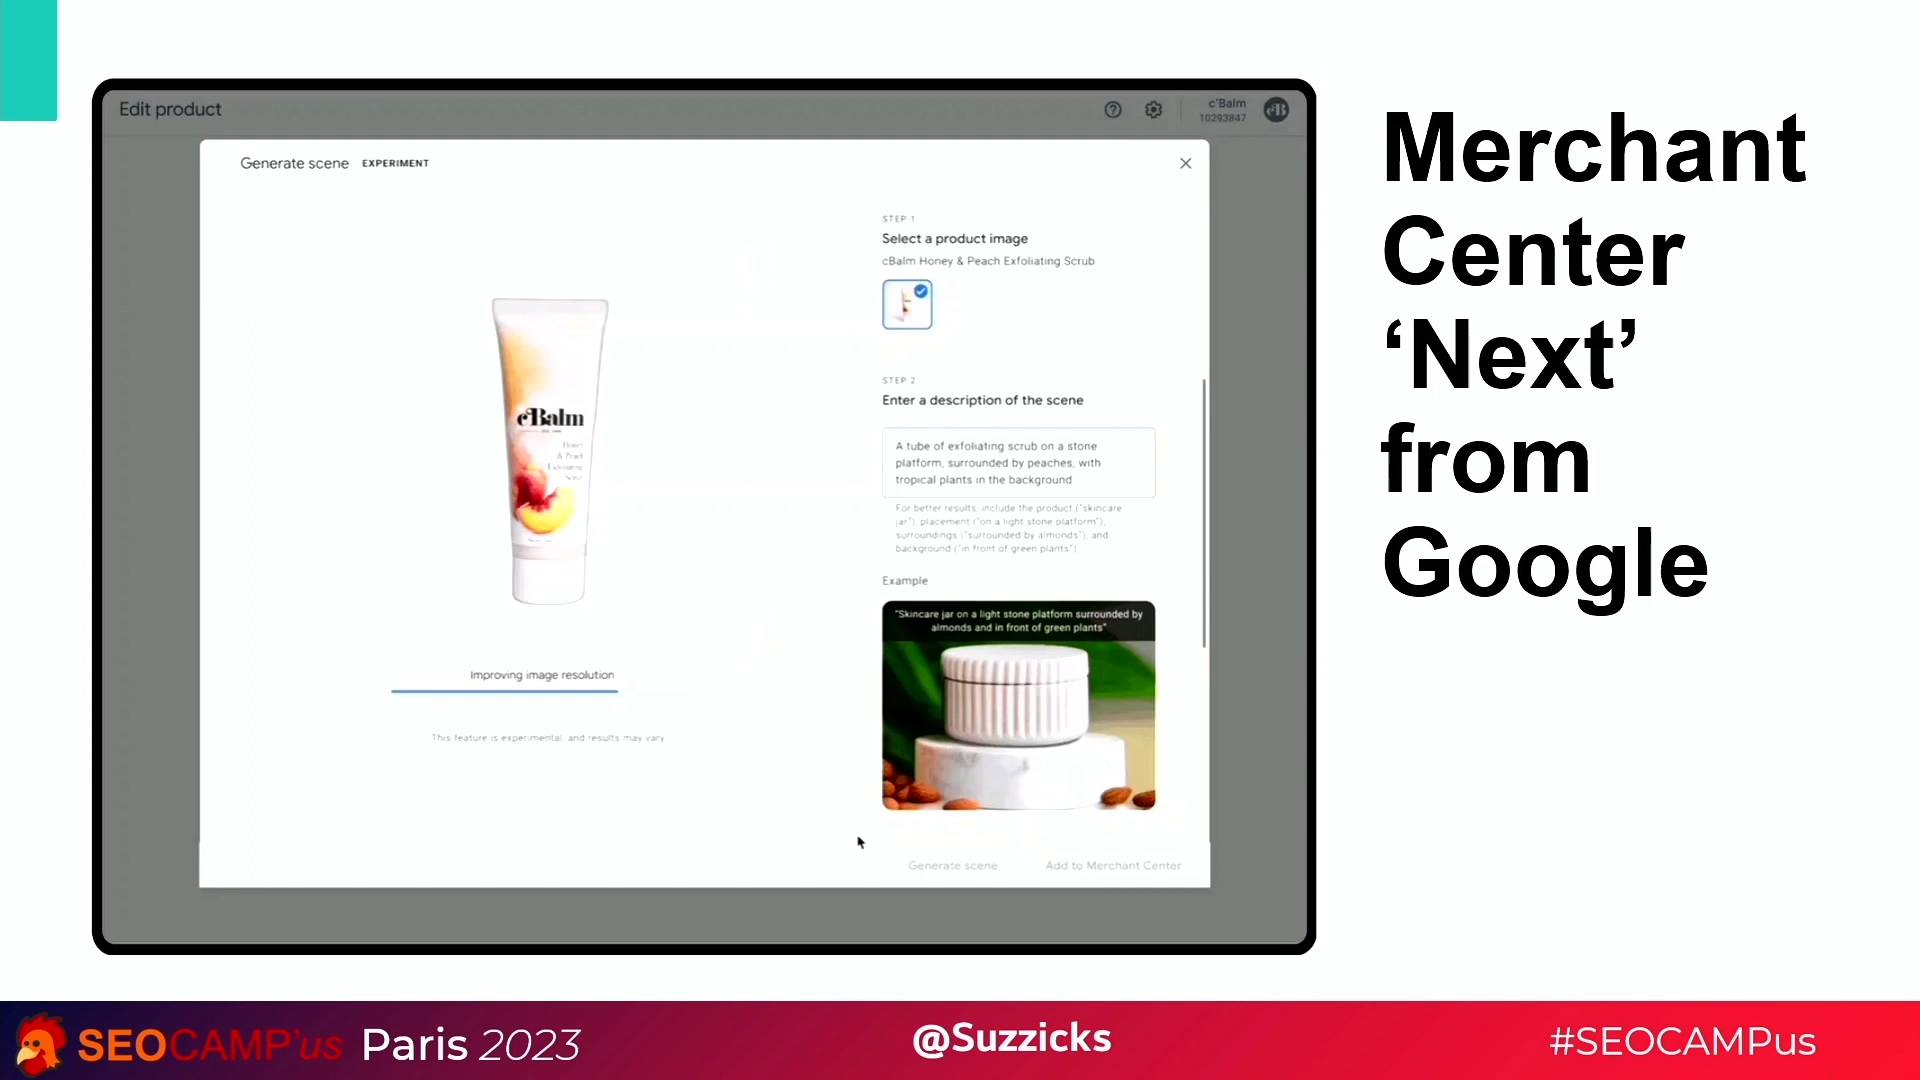 Edit product
c'Balm
10293847
Generate scene EXPERIMENT
STEP 1
Select a product image
cBalm Honey & Peach Exfoliating Scrub
STEP 2
Enter a description of the scene
A tube of exfoliating scrub on a stone
platform, surrounded by peaches, with
tropical plants in the background
For better results, include the product ("skincare
jar"), placement ("on a light stone platform"),
surroundings ("surrounded by almonds"), and
background ("in front of green plants")
Example
"Skincare jar on a light stone platform surrounded by
almonds and in front of green plants"
Generate scene
Add to Merchant Center
cBalm
Honey
& Peach
Exfoliating
Scrub
Improving image resolution
This feature is experimental, and results may vary
Merchant
Center
‘Next’
from
Google
SEOCAMP'us Paris 2023
@Suzzicks
#SEOCAMPus